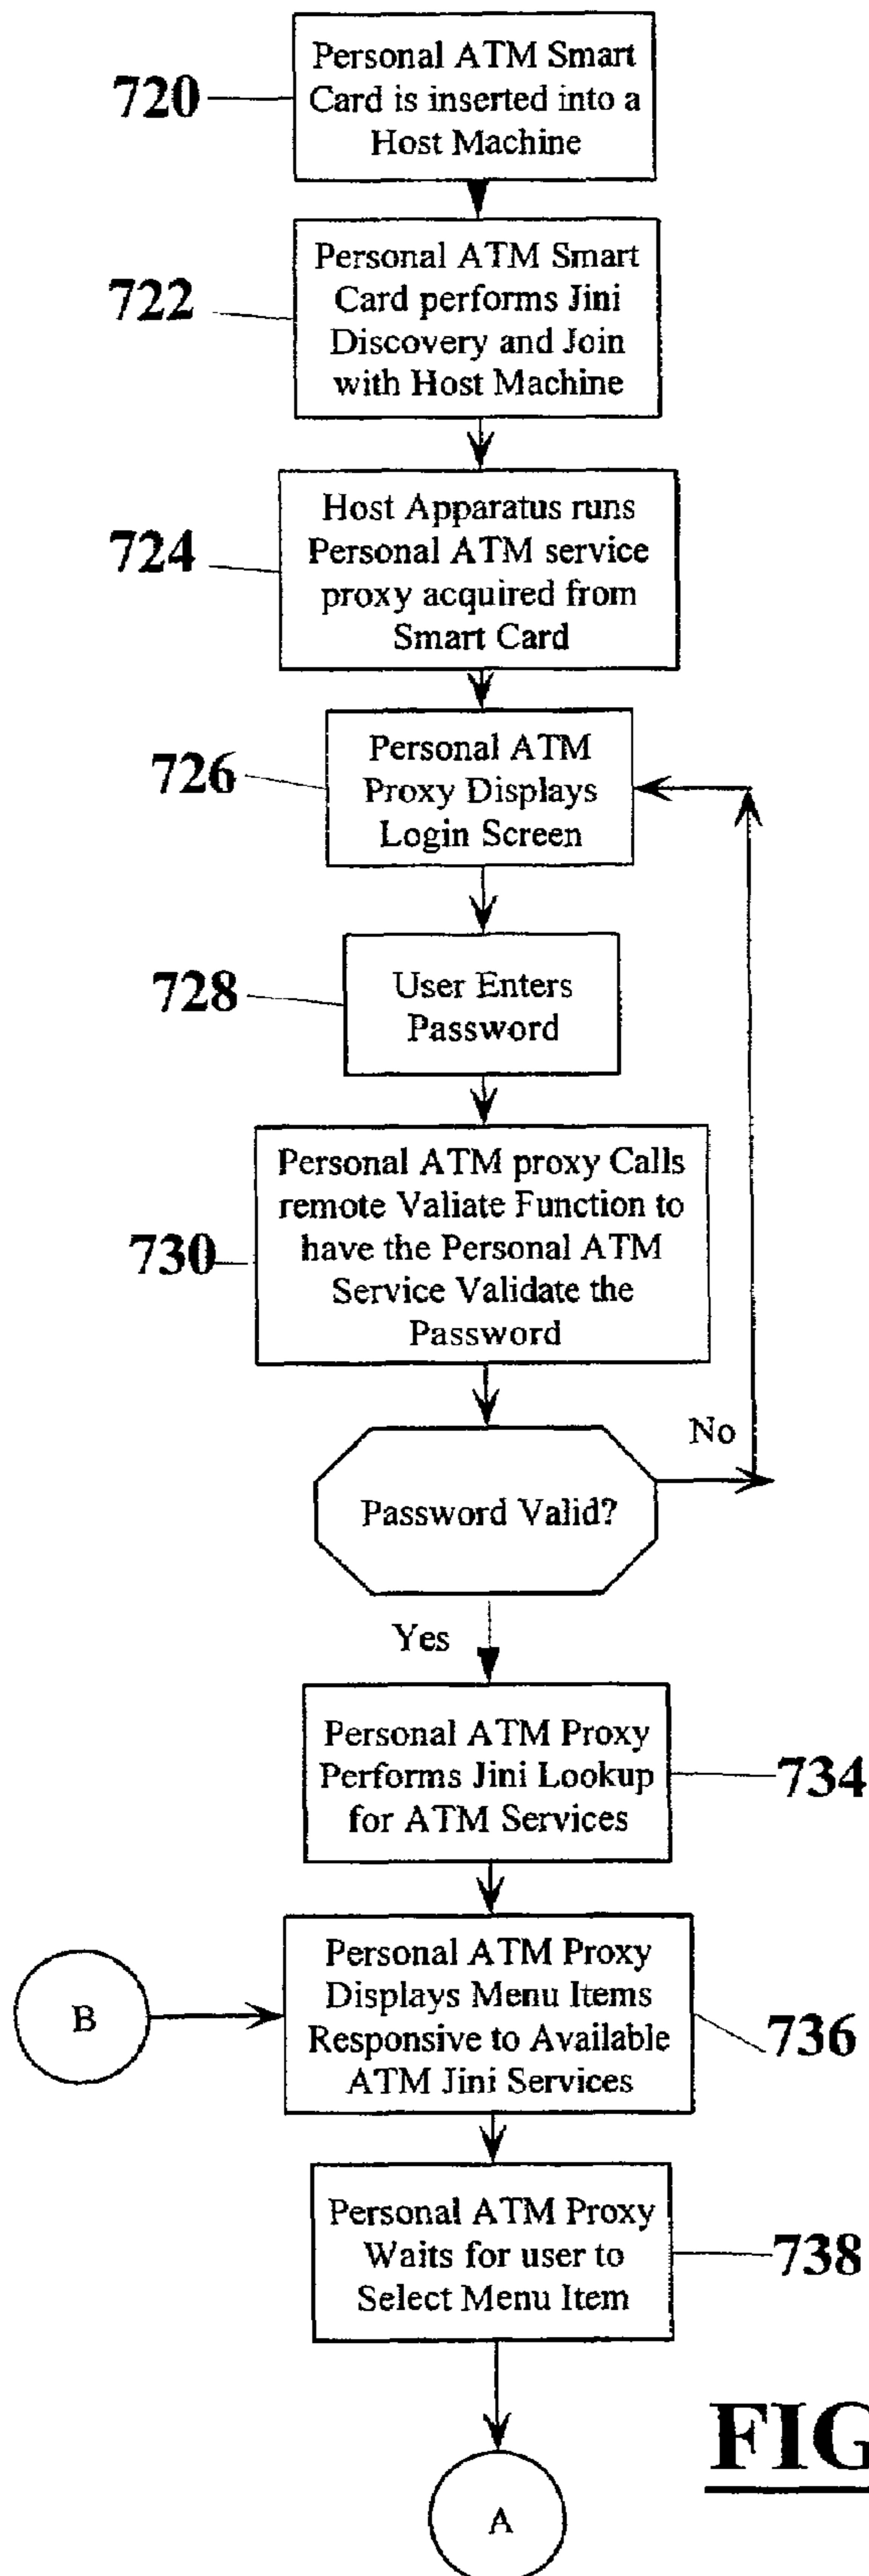 720
Personal ATM Smart
Card is inserted into a
Host Machine
722
Personal ATM Smart
Card performs Jini
Discovery and Join
with Host Machine
724
Host Apparatus runs
Personal ATM service
proxy acquired from
Smart Card
726
Personal ATM
Proxy Displays
Login Screen
728
User Enters
Password
730
Personal ATM proxy Calls
remote Valiate Function to
have the Personal ATM
Service Validate the
Password
No
Password Valid?
Yes
Personal ATM Proxy
Performs Jini Lookup
for ATM Services
734
B
Personal ATM Proxy
Displays Menu Items
Responsive to Available
ATM Jini Services
736
Personal ATM Proxy
Waits for user to
Select Menu Item
738
FIG
A